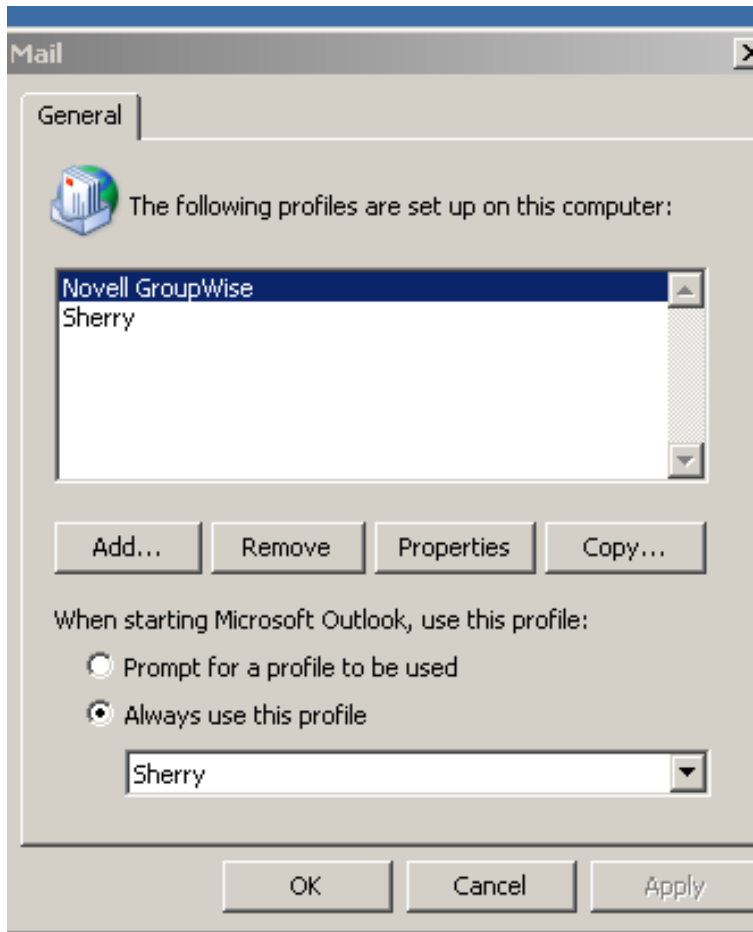 Mail
General
The following profiles are set up on this computer:
Novell GroupWise
Sherry
Add... Remove Properties Copy...
When starting Microsoft Outlook, use this profile:
Prompt for a profile to be used
Always use this profile
Sherry
OK Cancel Apply